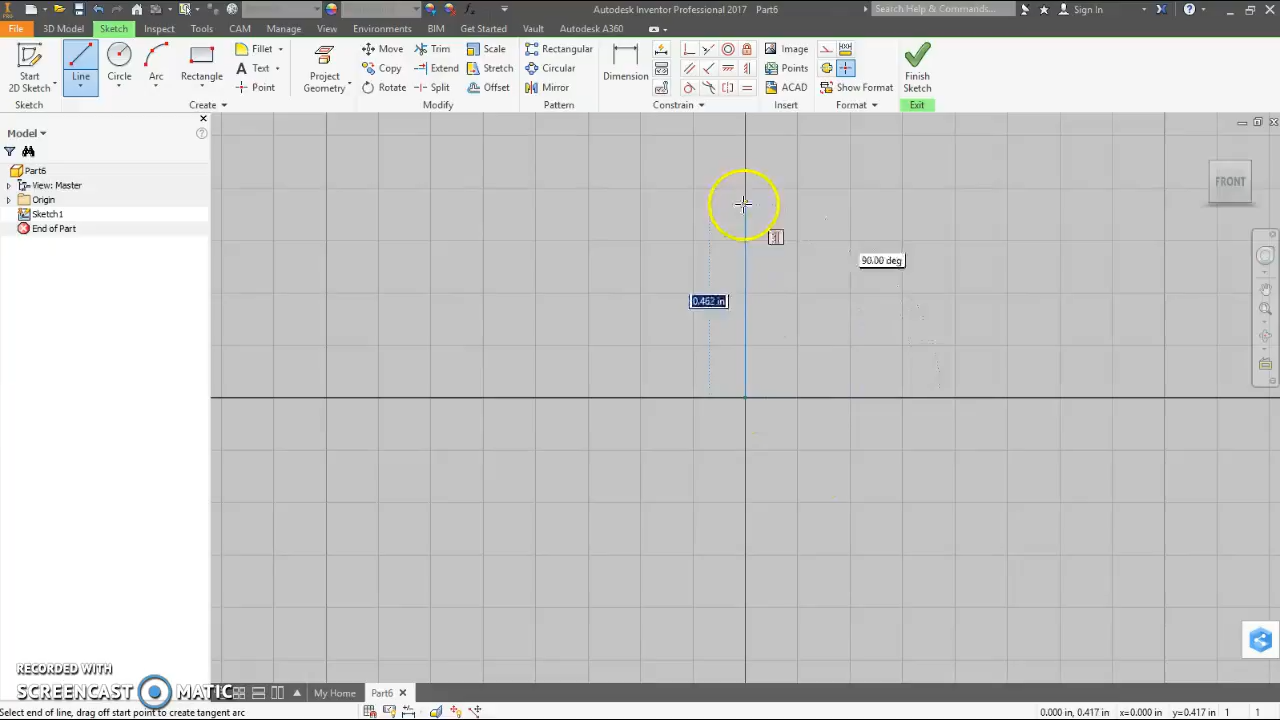 Autodesk Inventor Professional 2017 Part6
Search Help & Commands...
Sign In
File 3D Model Sketch Inspect Tools CAM Manage View Environments BIM Get Started Vault Autodesk A360
Start
2D Sketch
Line
Circle
Arc
Rectangle
Fillet
Text
Point
Project
Geometry
Move
Copy
Rotate
Trim
Extend
Split
Scale
Stretch
Offset
Rectangular
Circular
Mirror
Dimension
Image
Points
ACAD
Show Format
Finish
Sketch
Sketch Create Modify Pattern Constrain Insert Format Exit
Model
Part6
View: Master
Origin
Sketch1
End of Part
FRONT
90.00 deg
0.463 in
RECORDED WITH
SCREENCAST MATIC
My Home Part6
Select end of line, drag off start point to create tangent arc
0.000 in, 0.417 in x=0.000 in y=0.417 in 1 1